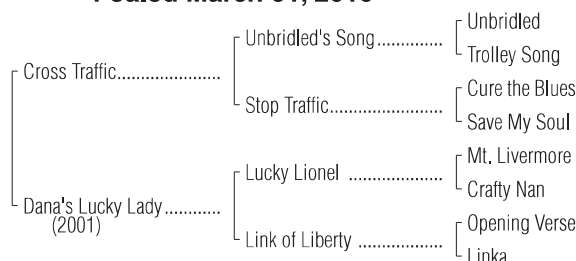 Unbridled
Unbridled's Song..............
Trolley Song
Cross Traffic......................
Cure the Blues
Stop Traffic.....................
Save My Soul
Mt. Livermore
Lucky Lionel ....................
Crafty Nan
Dana's Lucky Lady............
(2001)
Opening Verse
Link of Liberty ..................
Linka